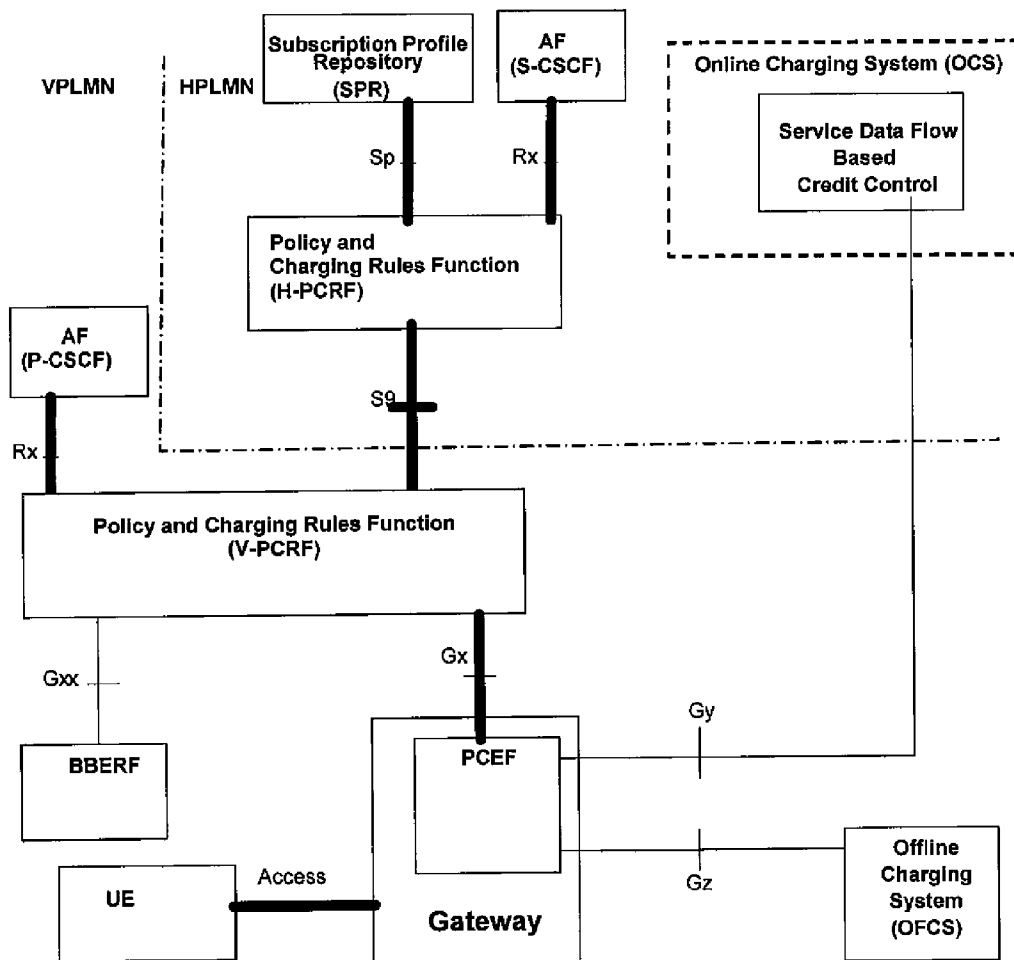 Subscription Profile
Repository
(SPR)
AF
(S-CSCF)
Online Charging System (OCS)
VPLMN
HPLMN
Service Data Flow
Based
Credit Control
Sp
Rx
Policy and
Charging Rules Function
(H-PCRF)
AF
(P-CSCF)
S9
Rx
Policy and Charging Rules Function
(V-PCRF)
Gxx
Gx
Gy
BBERF
PCEF
Gz
Offline
Charging
System
(OFCS)
UE
Access
Gateway